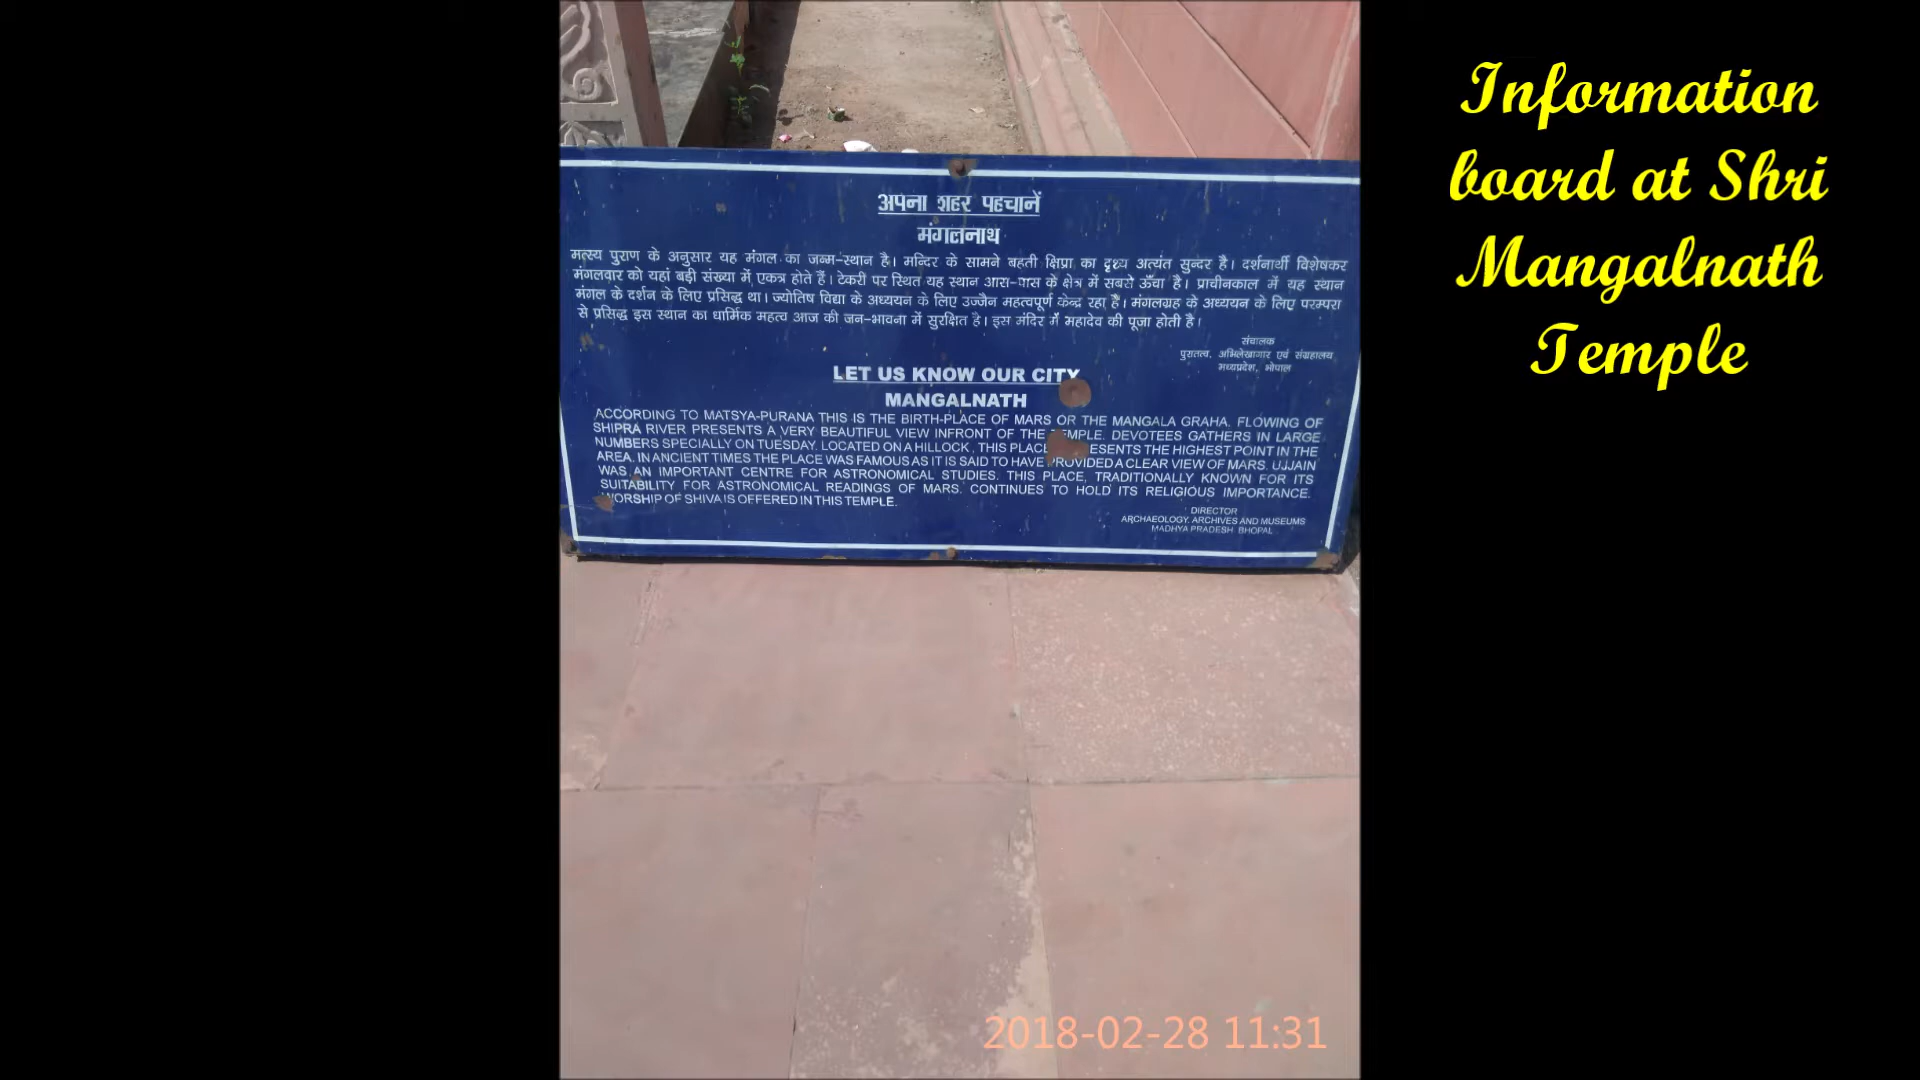 अपना शहर पहचानें
मंगलनाथ
मत्स्य पुराण के अनुसार यह मंगल का जन्म-स्थान है। मन्दिर के सामने बहती क्षिप्रा का दृश्य अत्यंत सुन्दर है। दर्शनार्थी विशेषकर
मंगलवार को यहां बड़ी संख्या में एकत्र होते हैं। टेकरी पर स्थित यह स्थान आस-पास के क्षेत्र में सबसे ऊँचा है। प्राचीनकाल में यह स्थान
मंगल के दर्शन के लिए प्रसिद्ध था। ज्योतिष विद्या के अध्ययन के लिए उज्जैन महत्वपूर्ण केन्द्र रहा है। मंगलग्रह के अध्ययन के लिए परम्परा
से प्रसिद्ध इस स्थान का धार्मिक महत्व आज की जन-भावना में सुरक्षित है। इस मंदिर में महादेव की पूजा होती है।
संचालक
पुरातत्व, अभिलेखागार एवं संग्रहालय
मध्यप्रदेश, भोपाल
LET US KNOW OUR CITY
MANGALNATH
ACCORDING TO MATSYA-PURANA THIS IS THE BIRTH-PLACE OF MARS OR THE MANGALA GRAHA. FLOWING OF
SHIPRA RIVER PRESENTS A VERY BEAUTIFUL VIEW INFRONT OF THE TEMPLE. DEVOTEES GATHERS IN LARGE
NUMBERS SPECIALLY ON TUESDAY. LOCATED ON A HILLOCK, THIS PLACE THE HIGHEST POINT IN THE
AREA. IN ANCIENT TIMES THE PLACE WAS FAMOUS AS IT IS SAID TO HAVE PROVIDED A CLEAR VIEW OF MARS. UJJAIN
WAS AN IMPORTANT CENTRE FOR ASTRONOMICAL STUDIES. THIS PLACE, TRADITIONALLY KNOWN FOR ITS
SUITABILITY FOR ASTRONOMICAL READINGS OF MARS. CONTINUES TO HOLD ITS RELIGIOUS IMPORTANCE.
WORSHIP OF SHIVA IS OFFERED IN THIS TEMPLE.
DIRECTOR
ARCHAEOLOGY, ARCHIVES AND MUSEUMS
MADHYA PRADESH BHOPAL
2018-02-28 11:31
Information
board at Shri
Mangalnath
Temple